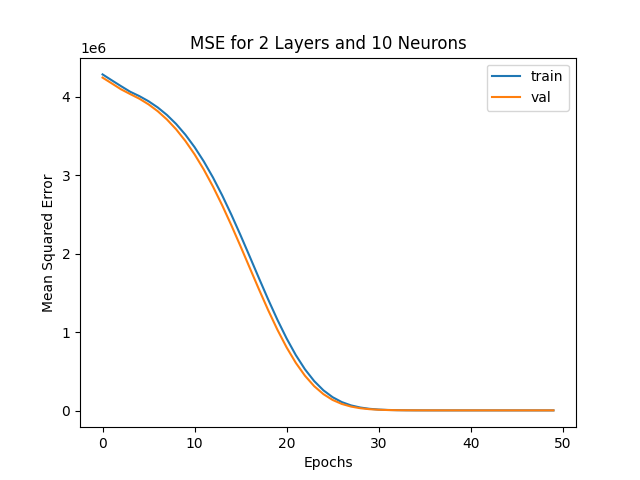 MSE for 2 Layers and 10 Neurons
1e6
train
val
4
3
2
1
0
Mean Squared Error
0 10 20 30 40 50
Epochs